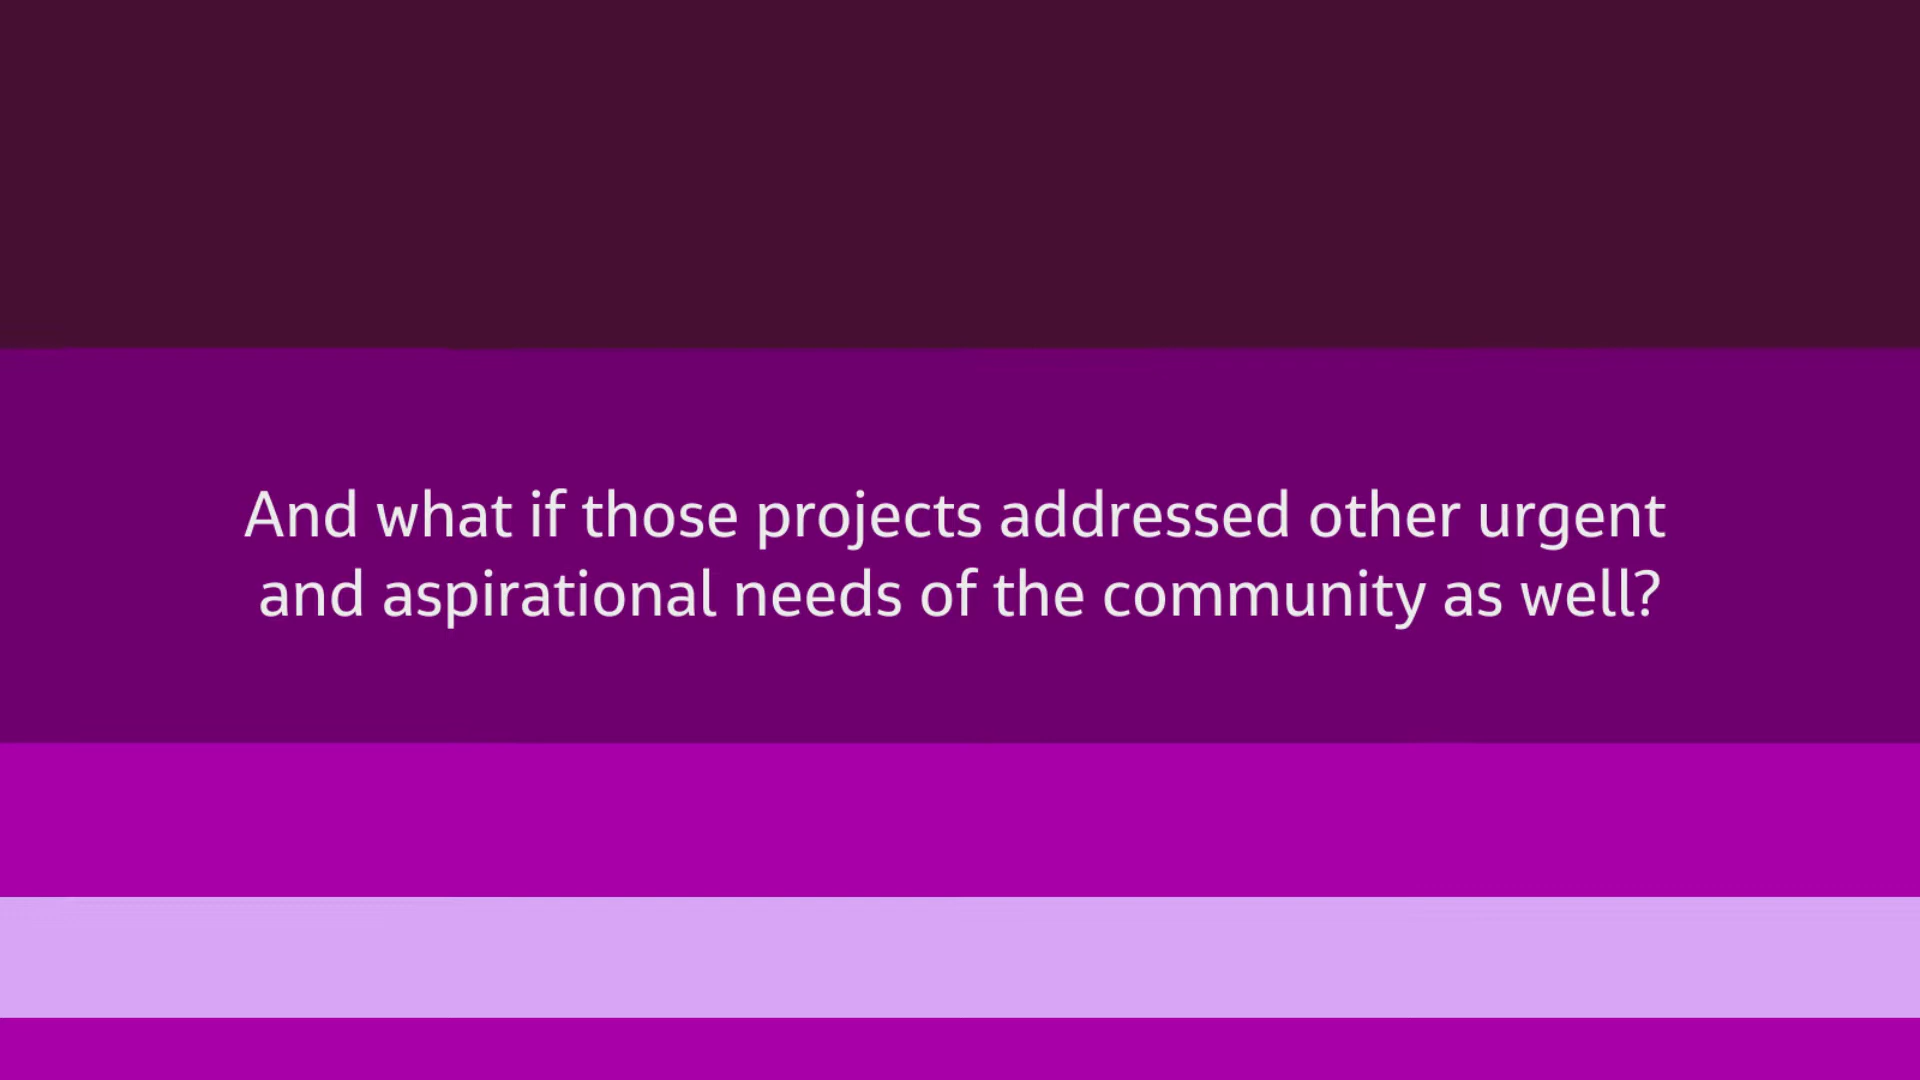 And what if those projects addressed other urgent
and aspirational needs of the community as well?